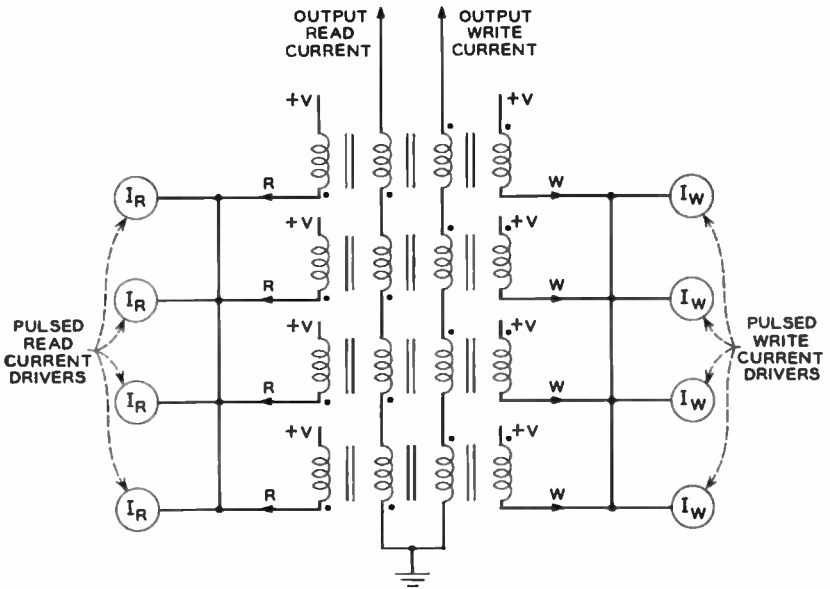 OUTPUT
READ
CURRENT
OUTPUT
WRITE
CURRENT
+V
+V
R
W
I_R
I_W
+V
+V
R
W
I_R
I_W
PULSED
READ
CURRENT
DRIVERS
PULSED
WRITE
CURRENT
DRIVERS
+V
+V
R
W
I_R
I_W
+V
+V
R
W
I_R
I_W